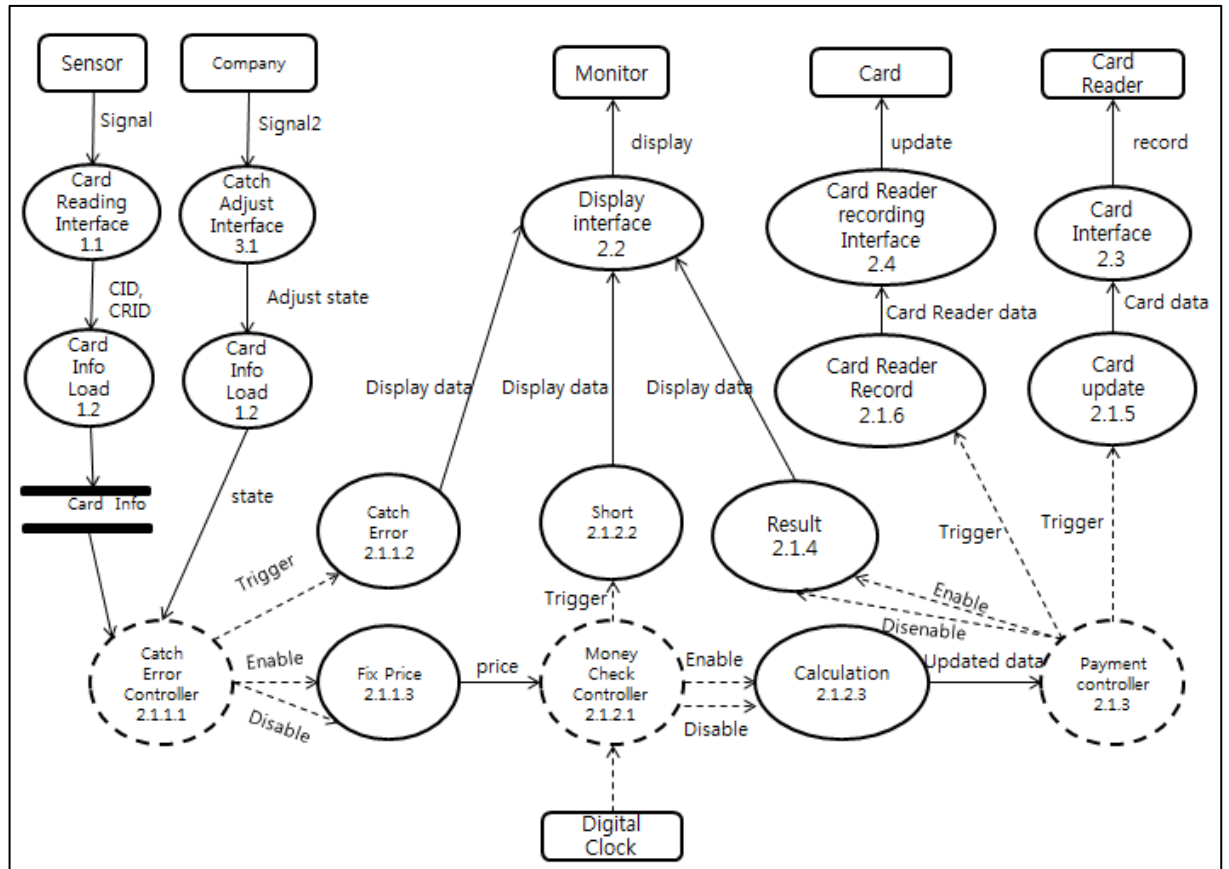 Sensor
Company
Monitor
Card
Card
Reader
Signal
Signal2
display
update
record
Card
Reading
Interface
1.1
Catch
Adjust
Interface
3.1
Display
interface
2.2
Card Reader
recording
Interface
2.4
Card
Interface
2.3
CID,
CRID
Adjust state
Card Reader data
Card data
Card
Info
Load
1.2
Card
Info
Load
1.2
Display data
Display data
Display data
Card Reader
Record
2.1.6
Card
update
2.1.5
Card Info
state
Catch
Error
2.1.1.2
Short
2.1.2.2
Result
2.1.4
Trigger
Trigger
Trigger
Trigger
Enable
Disenable
Catch
Error
Controller
2.1.1.1
Enable
Disable
Fix Price
2.1.1.3
price
Money
Check
Controller
2.1.2.1
Enable
Disable
Calculation
2.1.2.3
Updated data
Payment
controller
2.1.3
Digital
Clock